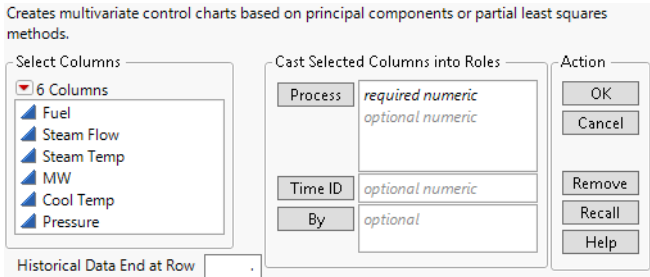 Creates multivariate control charts based on principal components or partial least squares
methods.
Select Columns
6 Columns
Fuel
Steam Flow
Steam Temp
MW
Cool Temp
Pressure
Historical Data End at Row .
Cast Selected Columns into Roles
Process required numeric
optional numeric
Time ID optional numeric
By optional
Action
OK
Cancel
Remove
Recall
Help